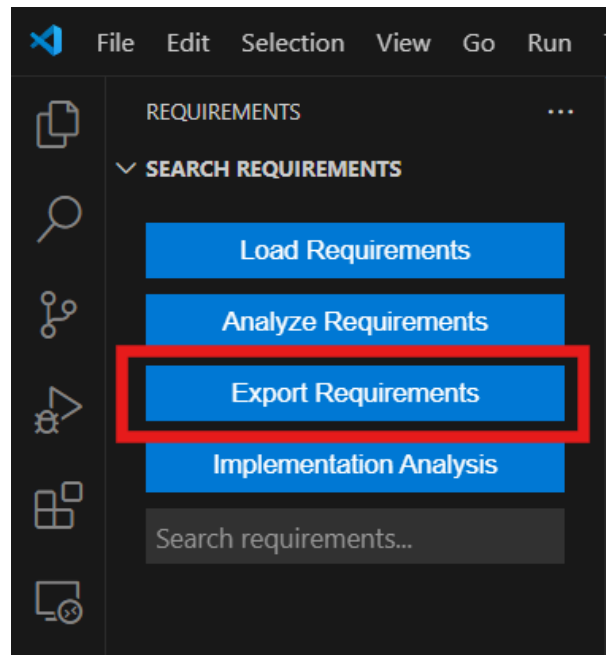 File Edit Selection View Go Run
REQUIREMENTS ...
SEARCH REQUIREMENTS
Load Requirements
Analyze Requirements
Export Requirements
Implementation Analysis
Search requirements...